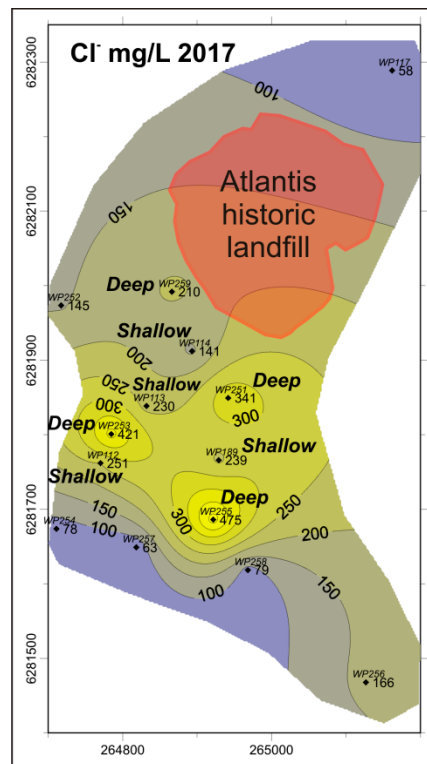 Cl⁻ mg/L 2017
6282300
WP117
58
100
Atlantis
historic
landfill
6282100
150
Deep
WP259
210
WP252
145
Shallow
WP114
141
200
6281900
250
Shallow
WP113
230
Deep
WP251
341
300
300
Deep
WP253
421
WP189
239
Shallow
WP112
251
Shallow
Deep
WP255
475
300
250
6281700
150
200
WP254
78
100
WP257
63
WP258
79
100
150
6281500
WP256
166
264800
265000